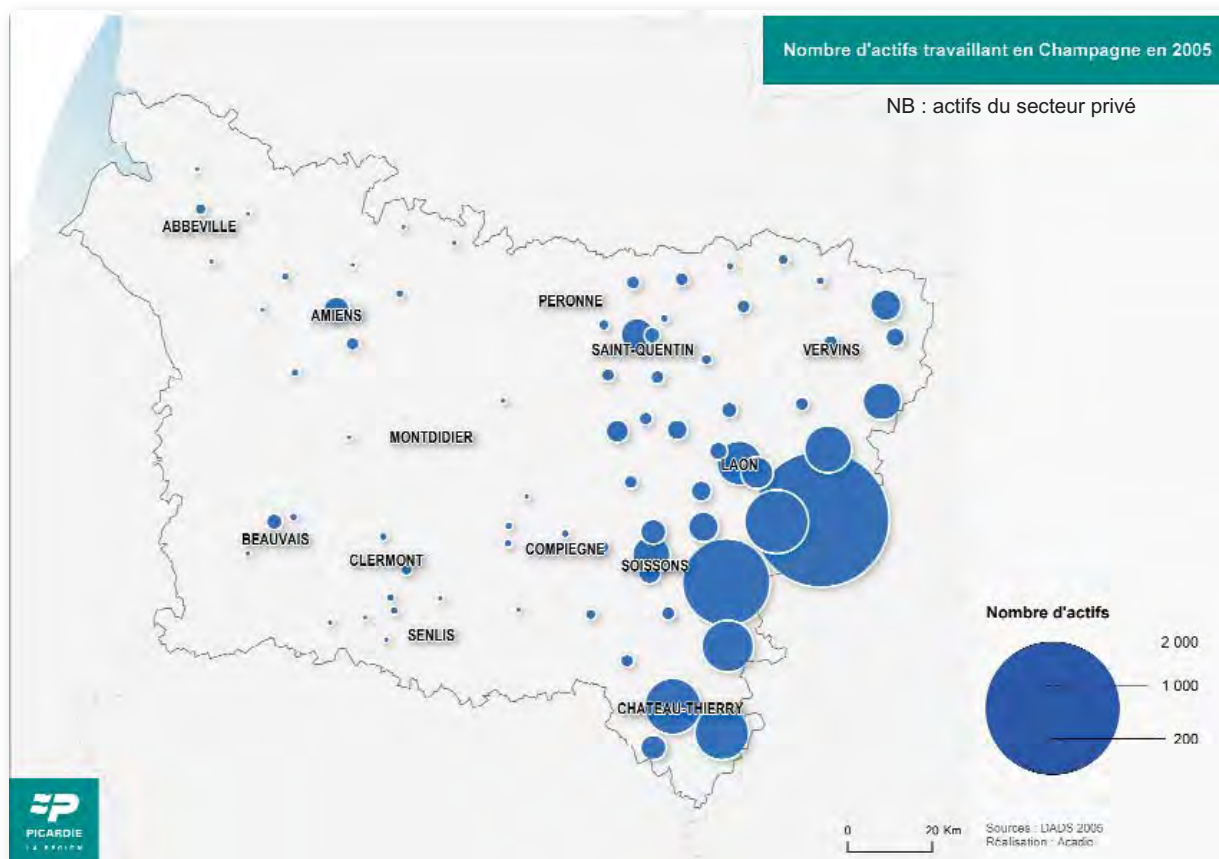 Nombre d'actifs travaillant en Champagne en 2005
NB : actifs du secteur privé
ABBEVILLE
AMIENS
PERONNE
SAINT-QUENTIN
VERVINS
MONTDIDIER
LAON
BEAUVAIS
CLERMONT
COMPIEGNE
SOISSONS
SENLIS
CHATEAU-THIERRY
Nombre d'actifs
2 000
1 000
200
PICARDIE
LA REGION
0 20 Km
Sources : DADS 2005
Réalisation : Acadie